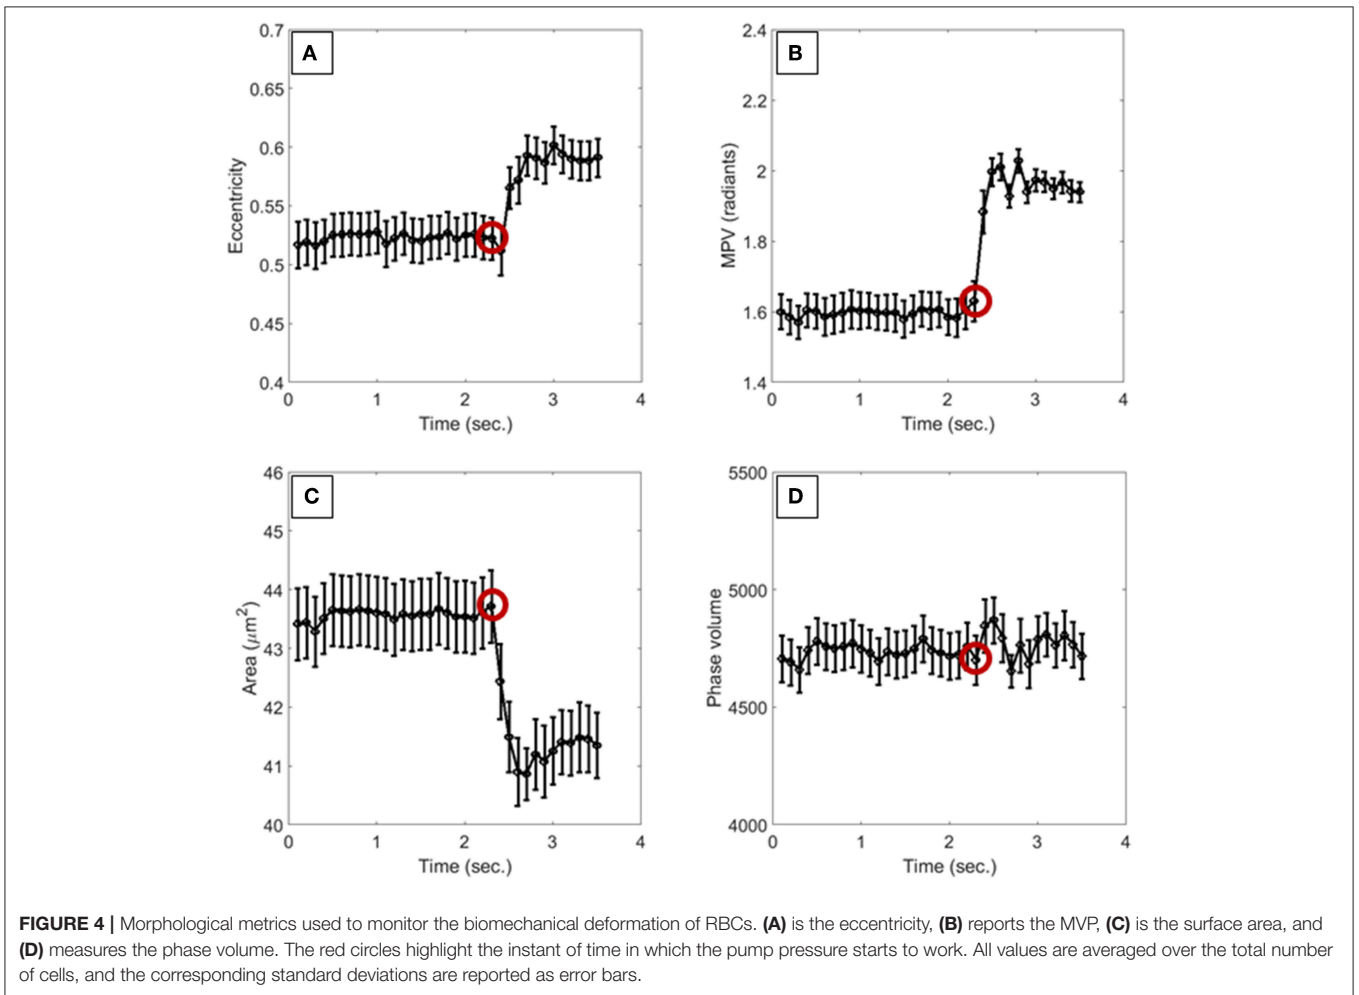 A
0.7
0.65
0.6
0.55
0.5
0.45
0.4
Eccentricity
0 1 2 3 4
Time (sec.)
B
2.4
2.2
2
1.8
1.6
1.4
MPV (radiants)
0 1 2 3 4
Time (sec.)
C
46
45
44
43
42
41
40
Area (μm²)
0 1 2 3 4
Time (sec.)
D
5500
5000
4500
4000
Phase volume
0 1 2 3 4
Time (sec.)
FIGURE 4 | Morphological metrics used to monitor the biomechanical deformation of RBCs. (A) is the eccentricity, (B) reports the MVP, (C) is the surface area, and
(D) measures the phase volume. The red circles highlight the instant of time in which the pump pressure starts to work. All values are averaged over the total number
of cells, and the corresponding standard deviations are reported as error bars.